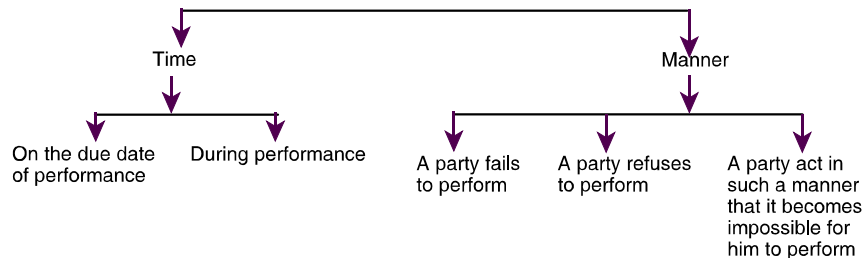 Time
Manner
On the due date
of performance
During performance
A party fails
to perform
A party refuses
to perform
A party act in
such a manner
that it becomes
impossible for
him to perform